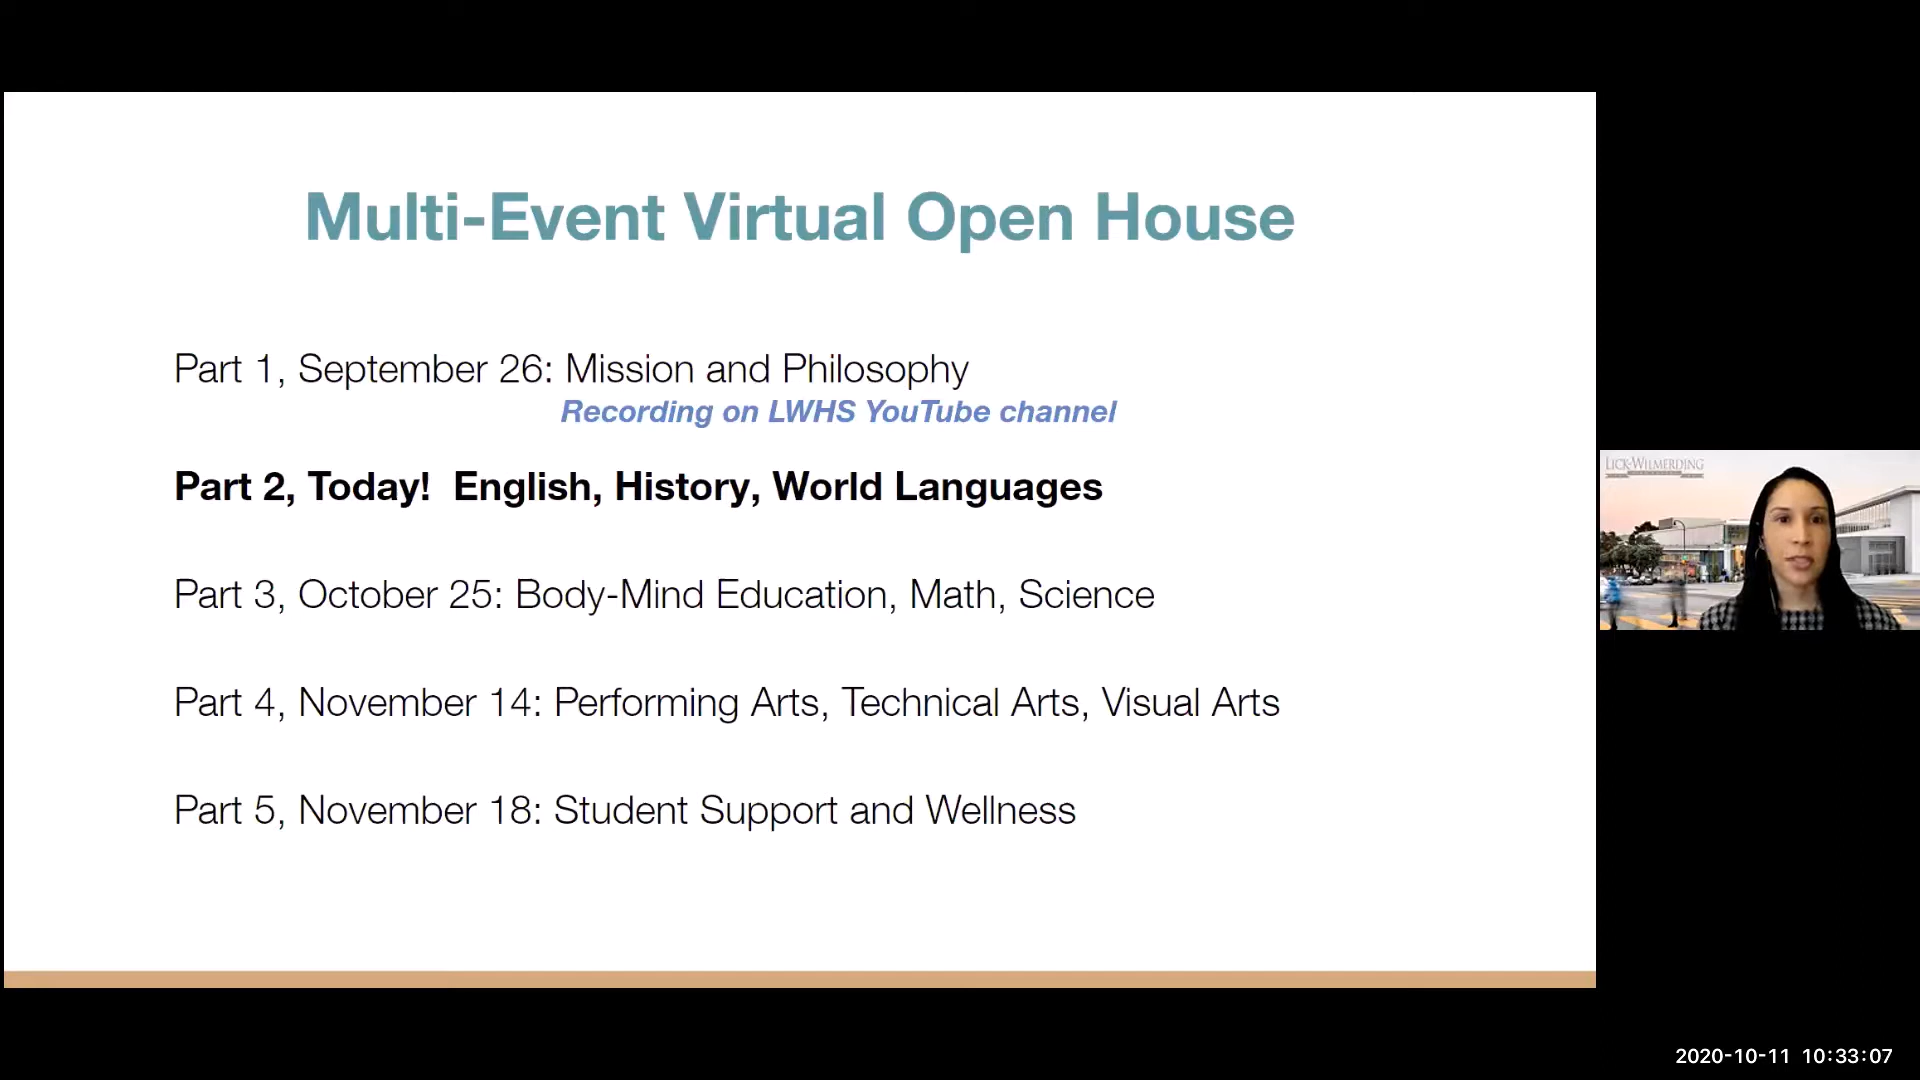 Multi-Event Virtual Open House
Part 1, September 26: Mission and Philosophy
Recording on LWHS YouTube channel
Part 2, Today!  English, History, World Languages
Part 3, October 25: Body-Mind Education, Math, Science
Part 4, November 14: Performing Arts, Technical Arts, Visual Arts
Part 5, November 18: Student Support and Wellness
LICK-WILMERDING
2020-10-11 10:33:07